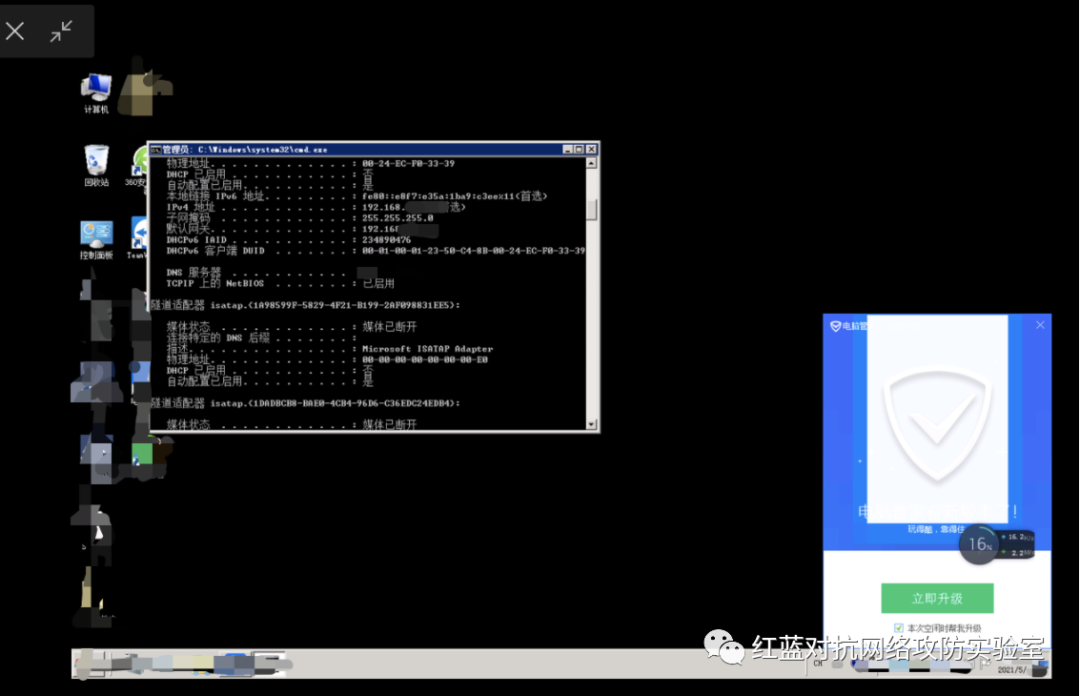 计算机
回收站
控制面板
管理员: C:\Windows\system32\cmd.exe
物理地址. . . . . . . . . . . . . : 00-24-EC-F0-33-39
DHCP 已启用 . . . . . . . . . . . : 否
自动配置已启用. . . . . . . . . . : 是
本地链接 IPv6 地址. . . . . . . . : fe80::e8f7:e35a:1ba9:c3ee%11(首选)
IPv4 地址 . . . . . . . . . . . . : 192.168. 选)
子网掩码 . . . . . . . . . . . . : 255.255.255.0
默认网关. . . . . . . . . . . . . : 192.168
DHCPv6 IAID . . . . . . . . . . . : 234890476
DHCPv6 客户端 DUID . . . . . . . : 00-01-00-01-23-50-C4-8B-00-24-EC-F0-33-39
DNS 服务器 . . . . . . . . . . . :
TCPIP 上的 NetBIOS . . . . . . . : 已启用
隧道适配器 isatap.{1A98599F-5829-4F21-B199-2AF098831EE5}:
媒体状态 . . . . . . . . . . . . : 媒体已断开
连接特定的 DNS 后缀 . . . . . . . :
描述. . . . . . . . . . . . . . . : Microsoft ISATAP Adapter
物理地址. . . . . . . . . . . . . : 00-00-00-00-00-00-00-E0
DHCP 已启用 . . . . . . . . . . . : 否
自动配置已启用. . . . . . . . . . : 是
隧道适配器 isatap.{1DADBCB8-BAE0-4CB4-96D6-C36EDC24EDB4}:
媒体状态 . . . . . . . . . . . . : 媒体已断开
电脑管
玩得酷，靠得住
16%
立即升级
本次空闲时帮我升级
红蓝对抗网络攻防实验室
CH
2021/5/